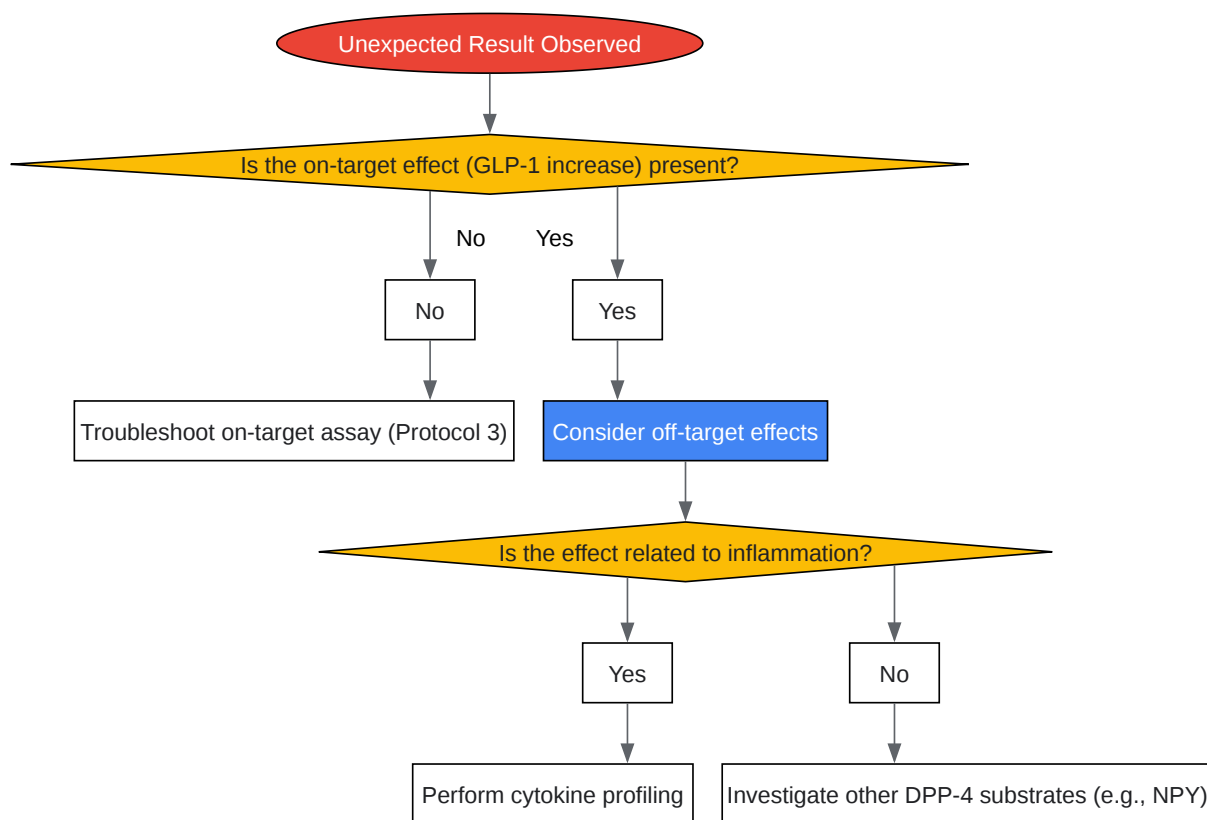 Unexpected Result Observed
Is the on-target effect (GLP-1 increase) present?
No
Yes
No
Yes
Troubleshoot on-target assay (Protocol 3)
Consider off-target effects
Is the effect related to inflammation?
Yes
No
Perform cytokine profiling
Investigate other DPP-4 substrates (e.g., NPY)